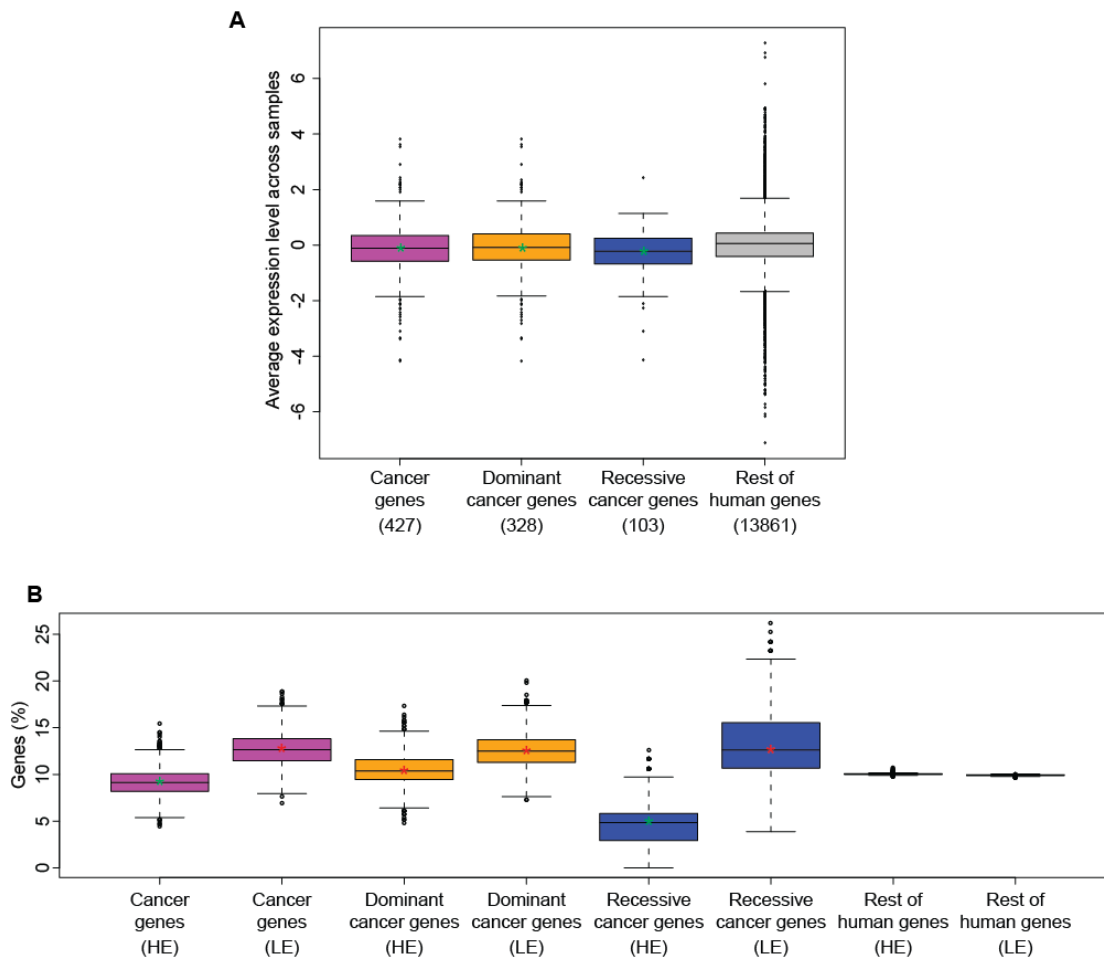 A
Average expression level across samples
6
4
2
0
-2
-4
-6
Cancer
genes
(427)
Dominant
cancer genes
(328)
Recessive
cancer genes
(103)
Rest of
human genes
(13861)
B
Genes (%)
25
20
15
10
5
0
Cancer
genes
(HE)
Cancer
genes
(LE)
Dominant
cancer genes
(HE)
Dominant
cancer genes
(LE)
Recessive
cancer genes
(HE)
Recessive
cancer genes
(LE)
Rest of
human genes
(HE)
Rest of
human genes
(LE)